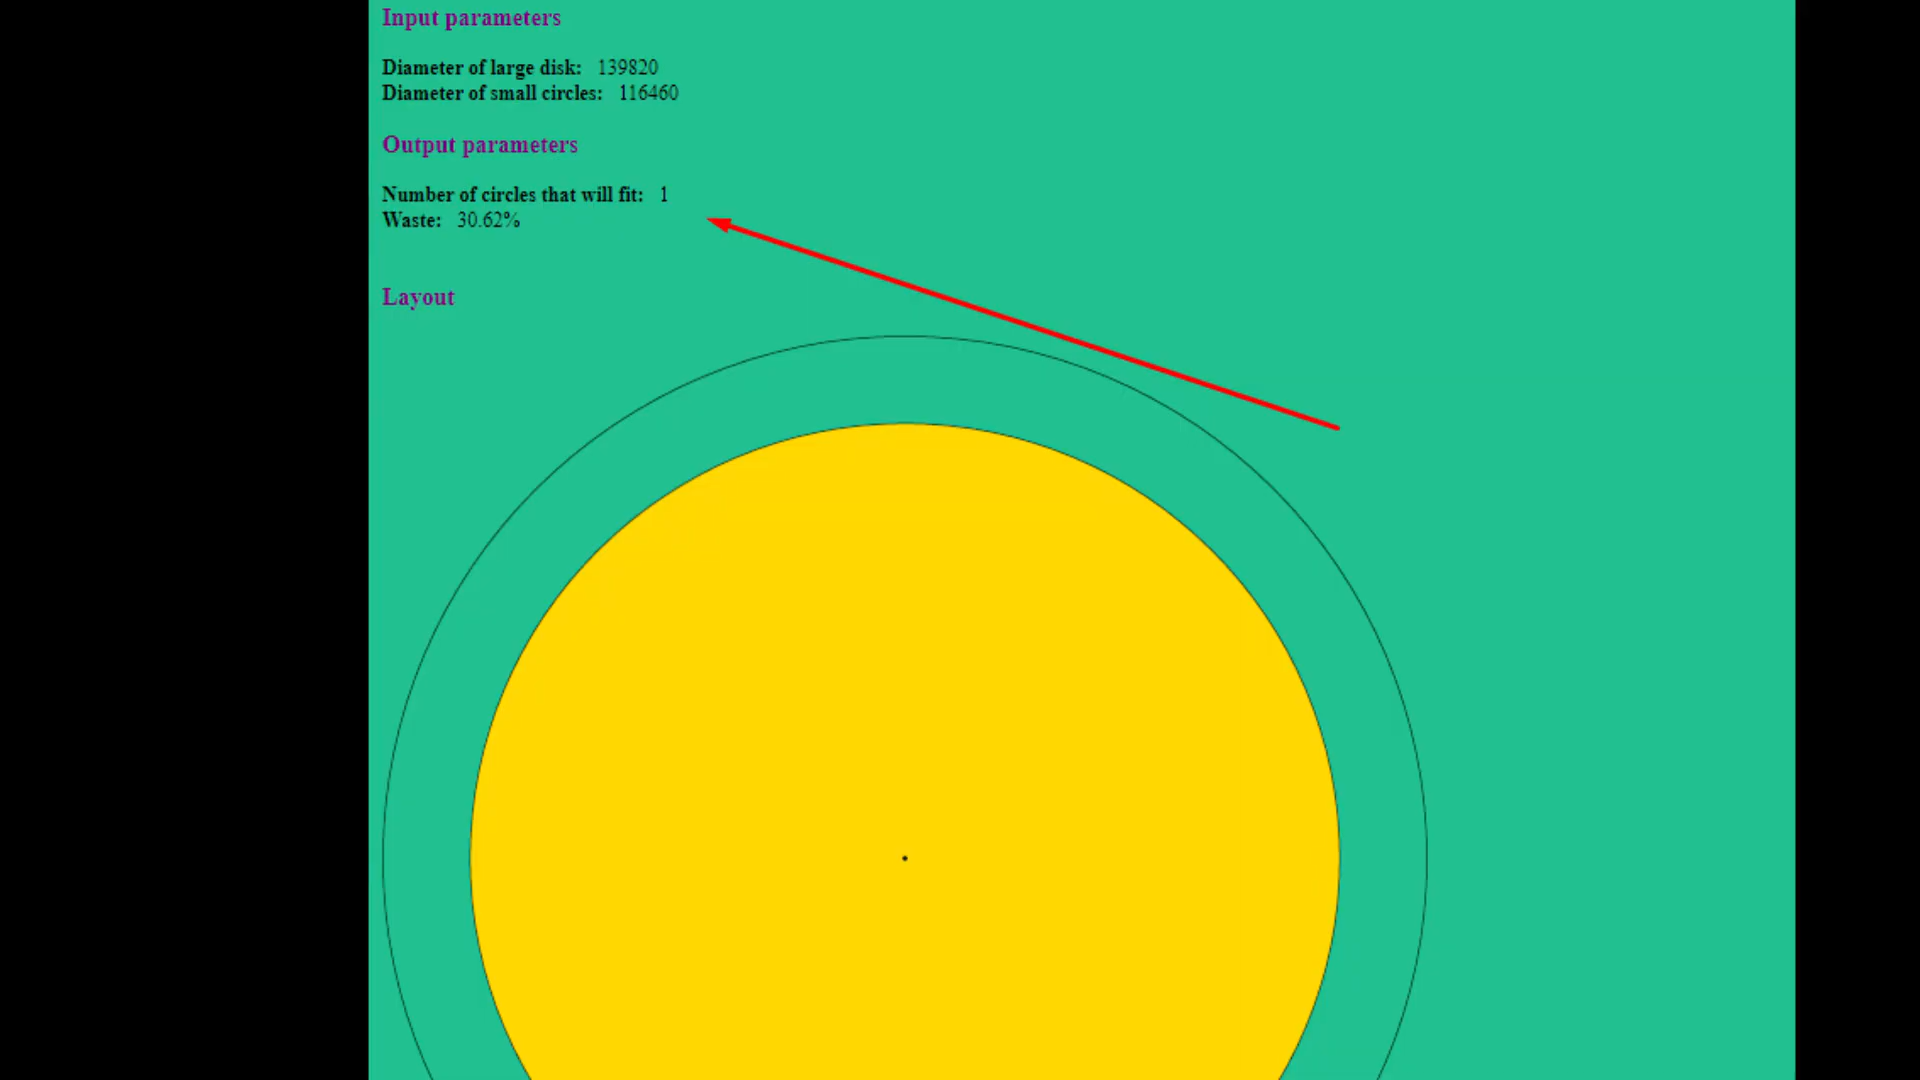 Input parameters
Diameter of large disk: 139820
Diameter of small circles: 116460
Output parameters
Number of circles that will fit: 1
Waste: 30.62%
Layout